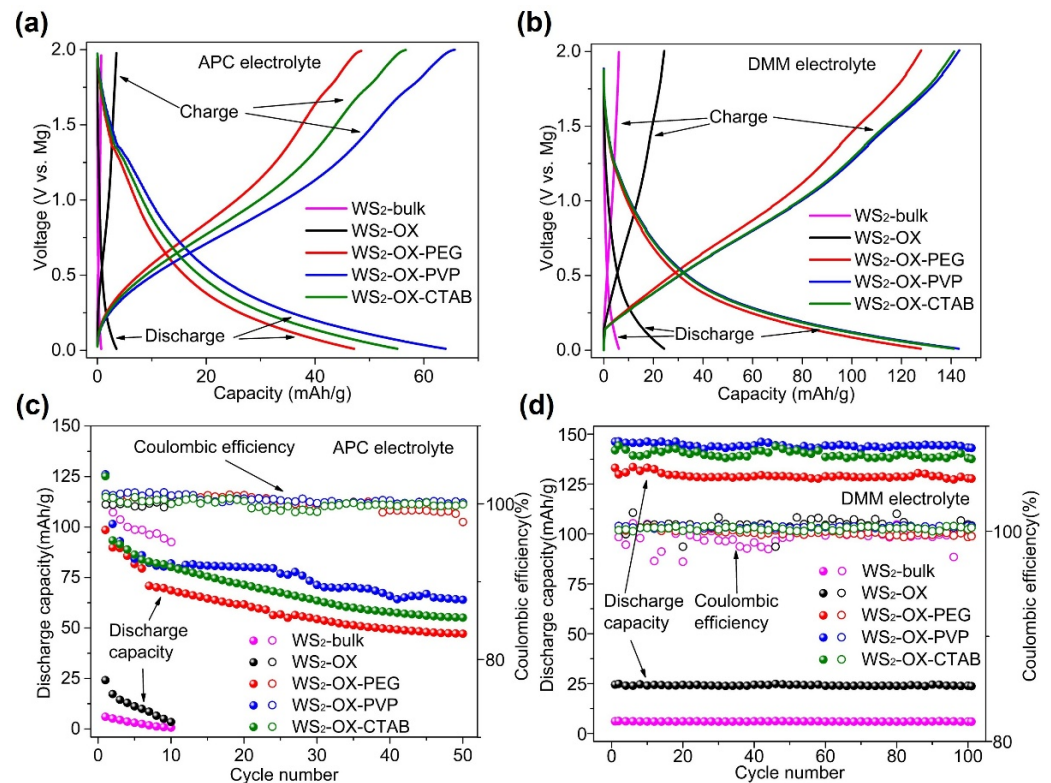 (a)
APC electrolyte
Charge
WS2-bulk
WS2-OX
WS2-OX-PEG
WS2-OX-PVP
WS2-OX-CTAB
Discharge
Voltage (V vs. Mg)
2.0
1.5
1.0
0.5
0.0
0 20 40 60
Capacity (mAh/g)
(b)
DMM electrolyte
Charge
WS2-bulk
WS2-OX
WS2-OX-PEG
WS2-OX-PVP
WS2-OX-CTAB
Discharge
Voltage (V vs. Mg)
2.0
1.5
1.0
0.5
0.0
0 20 40 60 80 100 120 140
Capacity (mAh/g)
(c)
Coulombic efficiency
APC electrolyte
Discharge
capacity
WS2-bulk
WS2-OX
WS2-OX-PEG
WS2-OX-PVP
WS2-OX-CTAB
Discharge capacity(mAh/g)
150
125
100
75
50
25
0
0 10 20 30 40 50
Cycle number
100
80
Coulombic efficiency(%)
(d)
DMM electrolyte
Discharge
capacity
Coulombic
efficiency
WS2-bulk
WS2-OX
WS2-OX-PEG
WS2-OX-PVP
WS2-OX-CTAB
Discharge capacity(mAh/g)
150
125
100
75
50
25
0
0 20 40 60 80 100
Cycle number
100
80
Coulombic efficiency(%)